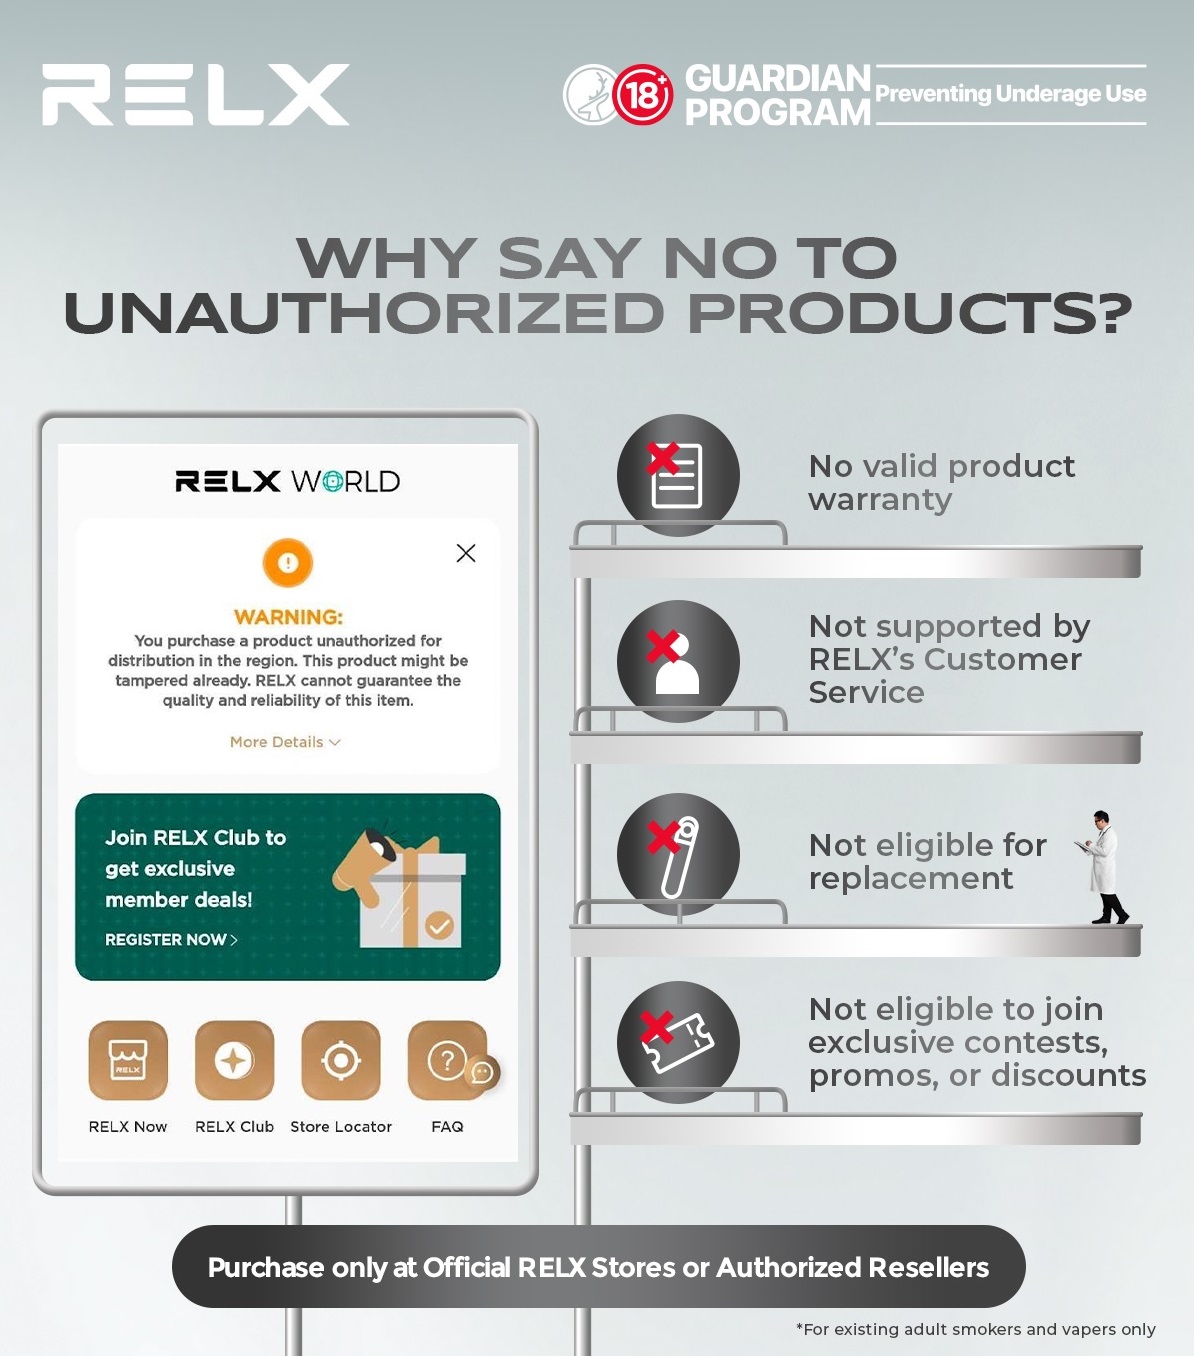 RELX
18+
GUARDIAN
PROGRAM
Preventing Underage Use
WHY SAY NO TO
UNAUTHORIZED PRODUCTS?
RELX WORLD
WARNING:
You purchase a product unauthorized for
distribution in the region. This product might be
tampered already. RELX cannot guarantee the
quality and reliability of this item.
More Details
Join RELX Club to
get exclusive
member deals!
REGISTER NOW >
RELX
?
RELX Now
RELX Club
Store Locator
FAQ
No valid product
warranty
Not supported by
RELX’s Customer
Service
Not eligible for
replacement
Not eligible to join
exclusive contests,
promos, or discounts
Purchase only at Official RELX Stores or Authorized Resellers
*For existing adult smokers and vapers only